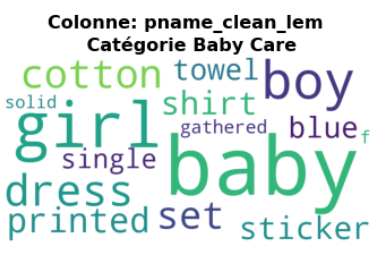 Colonne: pname_clean_lem
Catégorie Baby Care
cotton towel boy
solid girl shirt
gathered blue f
single baby
dress
printed set sticker